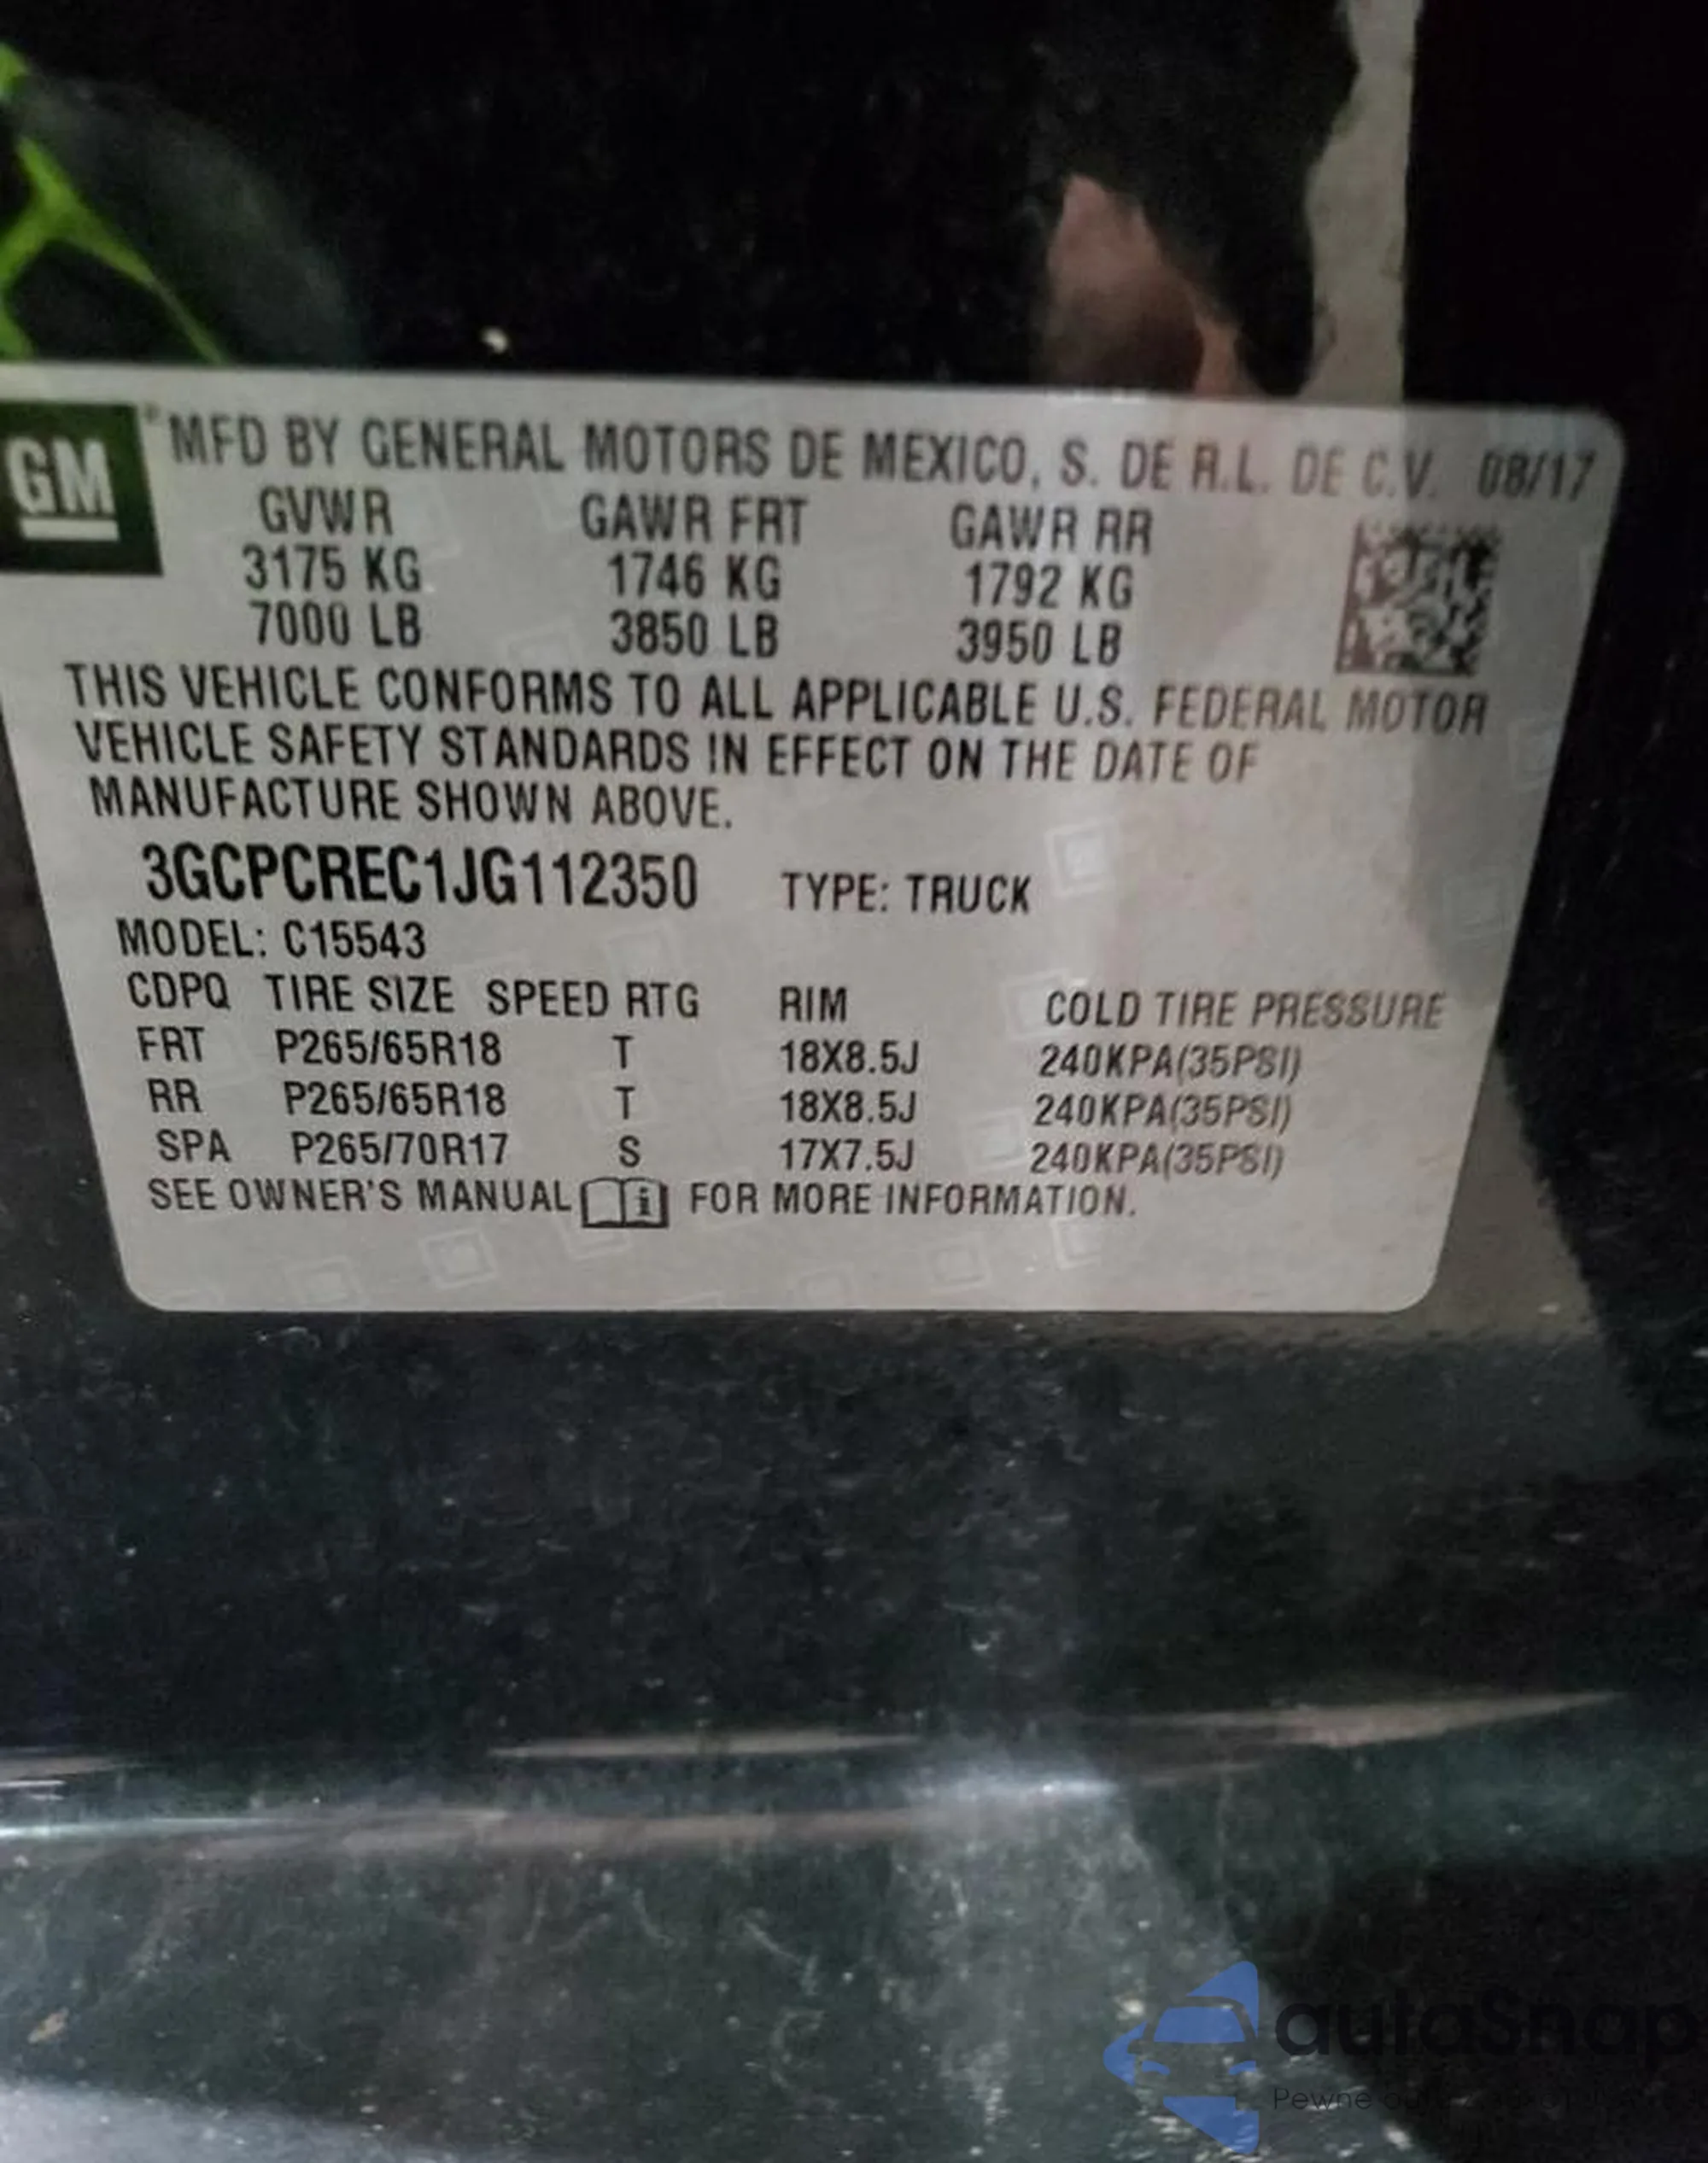 GM
MFD BY GENERAL MOTORS DE MEXICO, S. DE R.L. DE C.V. 08/17
GVWR GAWR FRT GAWR RR
3175 KG 1746 KG 1792 KG
7000 LB 3850 LB 3950 LB
THIS VEHICLE CONFORMS TO ALL APPLICABLE U.S. FEDERAL MOTOR
VEHICLE SAFETY STANDARDS IN EFFECT ON THE DATE OF
MANUFACTURE SHOWN ABOVE.
3GCPCREC1JG112350 TYPE: TRUCK
MODEL: C15543
CDPQ TIRE SIZE SPEED RTG RIM COLD TIRE PRESSURE
FRT P265/65R18 T 18X8.5J 240KPA(35PSI)
RR P265/65R18 T 18X8.5J 240KPA(35PSI)
SPA P265/70R17 S 17X7.5J 240KPA(35PSI)
SEE OWNER'S MANUAL i FOR MORE INFORMATION.
autaSnap
Pewne